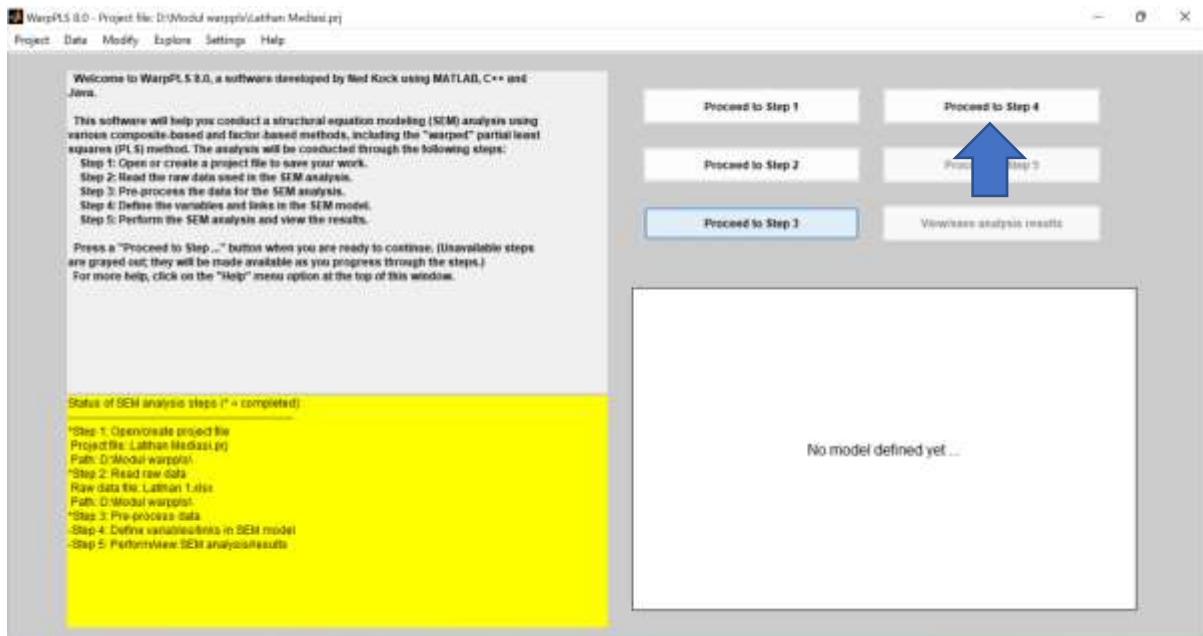 WarpPLS 8.0 - Project file: D:\Modul warppls\Latihan Mediasi.prj
Project Data Modify Explore Settings Help
Welcome to WarpPLS 8.0, a software developed by Ned Kock using MATLAB, C++ and
Java.
This software will help you conduct a structural equation modeling (SEM) analysis using
various composite-based and factor-based methods, including the "warped" partial least
squares (PLS) method. The analysis will be conducted through the following steps:
Step 1: Open or create a project file to save your work.
Step 2: Read the raw data used in the SEM analysis.
Step 3: Pre-process the data for the SEM analysis.
Step 4: Define the variables and links in the SEM model.
Step 5: Perform the SEM analysis and view the results.
Press a "Proceed to Step ..." button when you are ready to continue. (Unavailable steps
are grayed out; they will be made available as you progress through the steps.)
For more help, click on the "Help" menu option at the top of this window.
Status of SEM analysis steps (* = completed)
*Step 1: Open/create project file
Project file: Latihan Mediasi.prj
Path: D:\Modul warppls\
*Step 2: Read raw data
Raw data file: Latihan 1.xlsx
Path: D:\Modul warppls\
*Step 3: Pre-process data
-Step 4: Define variables/links in SEM model
-Step 5: Perform/view SEM analysis/results
Proceed to Step 1
Proceed to Step 4
Proceed to Step 2
Step 5
Proceed to Step 3
View/save analysis results
No model defined yet ...